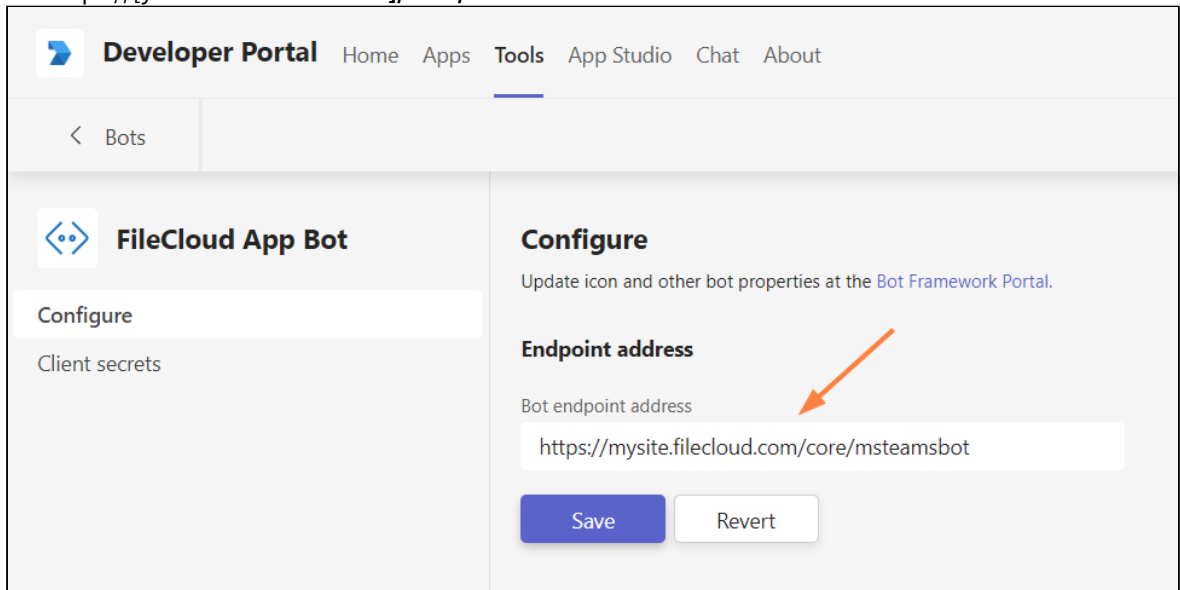 Developer Portal Home Apps Tools App Studio Chat About
Bots
FileCloud App Bot
Configure
Client secrets
Configure
Update icon and other bot properties at the Bot Framework Portal.
Endpoint address
Bot endpoint address
https://mysite.filecloud.com/core/msteamsbot
Save Revert